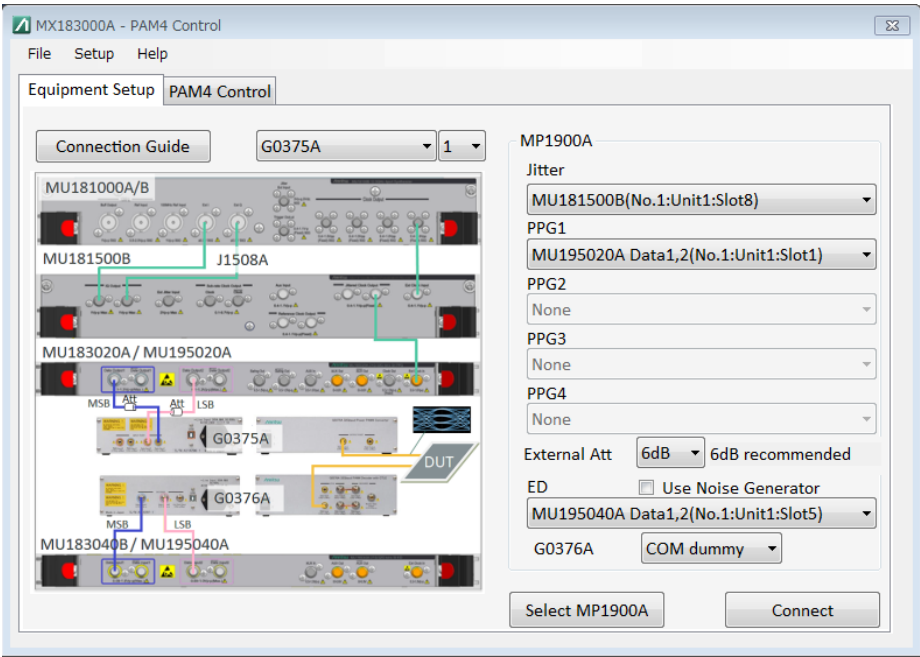 MX183000A - PAM4 Control
File Setup Help
Equipment Setup PAM4 Control
Connection Guide G0375A 1
MU181000A/B
MU181500B J1508A
MU183020A / MU195020A
MSB Att Att LSB
G0375A
DUT
G0376A
MSB LSB
MU183040B / MU195040A
MP1900A
Jitter
MU181500B(No.1:Unit1:Slot8)
PPG1
MU195020A Data1,2(No.1:Unit1:Slot1)
PPG2
None
PPG3
None
PPG4
None
External Att 6dB 6dB recommended
ED Use Noise Generator
MU195040A Data1,2(No.1:Unit1:Slot5)
G0376A COM dummy
Select MP1900A Connect